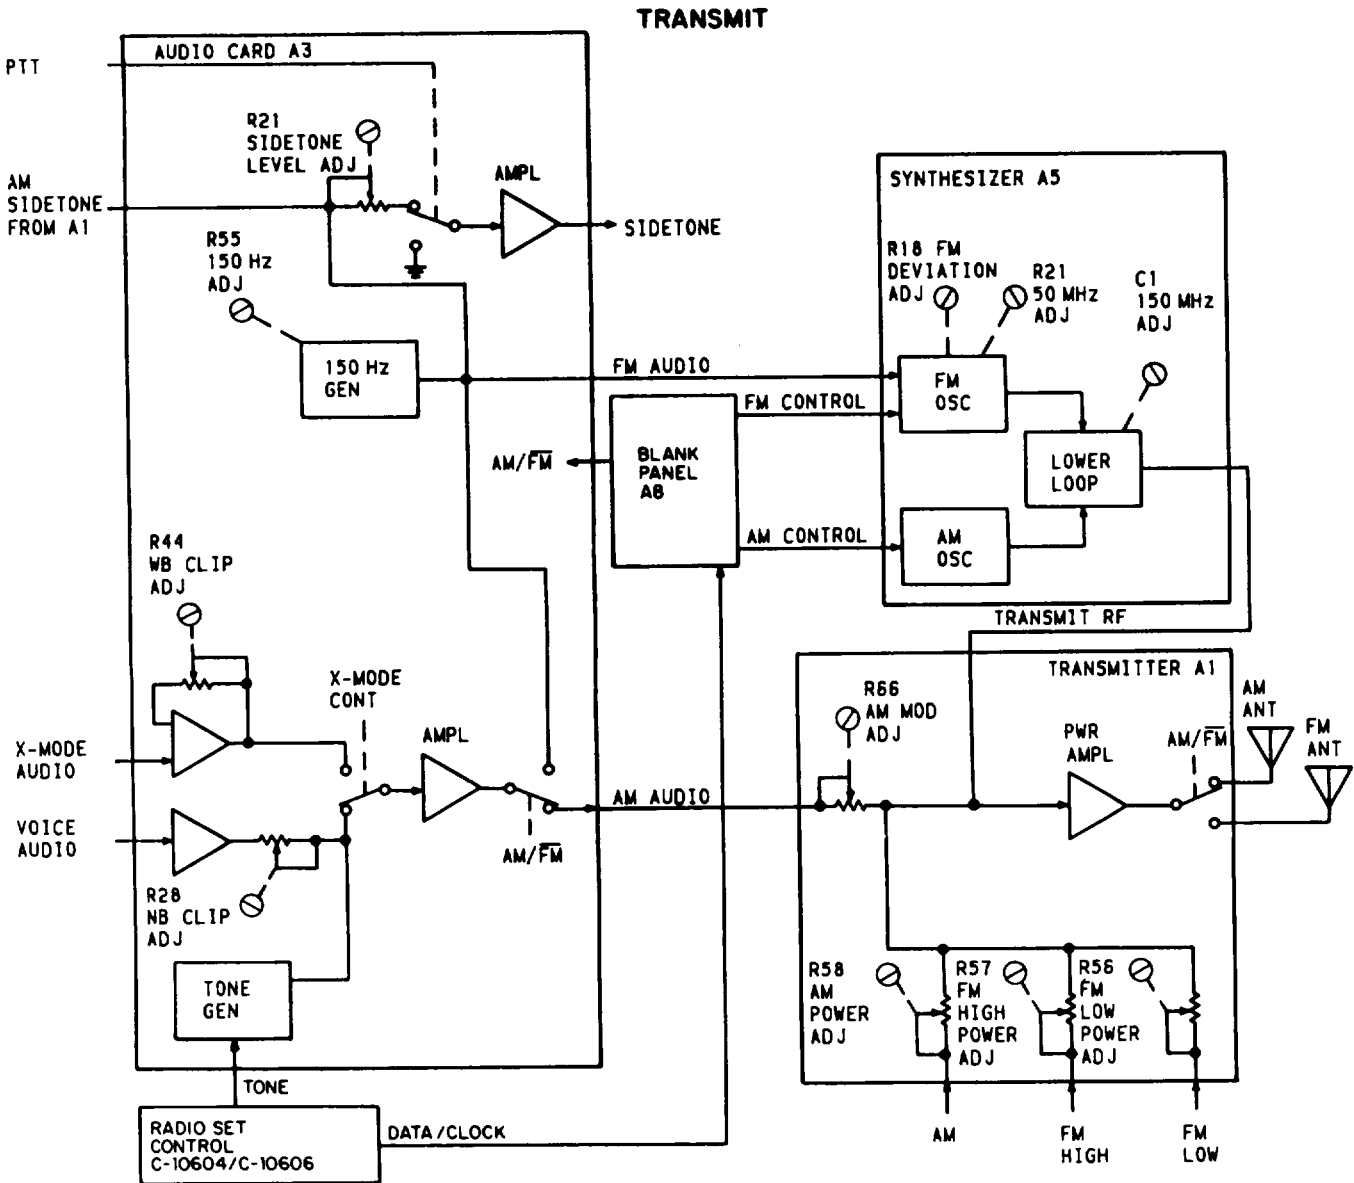 TRANSMIT
AUDIO CARD A3
PTT
R21
SIDETONE
LEVEL ADJ
AMPL
AM
SIDETONE
FROM A1
SIDETONE
R55
150 Hz
ADJ
150 Hz
GEN
FM AUDIO
SYNTHESIZER A5
R18 FM
DEVIATION
ADJ
R21
50 MHz
ADJ
C1
150 MHz
ADJ
FM
OSC
FM CONTROL
AM/FM
BLANK
PANEL
A8
LOWER
LOOP
AM CONTROL
AM
OSC
TRANSMIT RF
R44
WB CLIP
ADJ
X-MODE
CONT
AMPL
X-MODE
AUDIO
VOICE
AUDIO
R28
NB CLIP
ADJ
AM/FM
AM AUDIO
TONE
GEN
TONE
RADIO SET
CONTROL
C-10604/C-10606
DATA/CLOCK
TRANSMITTER A1
R66
AM MOD
ADJ
PWR
AMPL
AM/FM
AM
ANT
FM
ANT
R58
AM
POWER
ADJ
R57
FM
HIGH
POWER
ADJ
R56
FM
LOW
POWER
ADJ
AM
FM
HIGH
FM
LOW